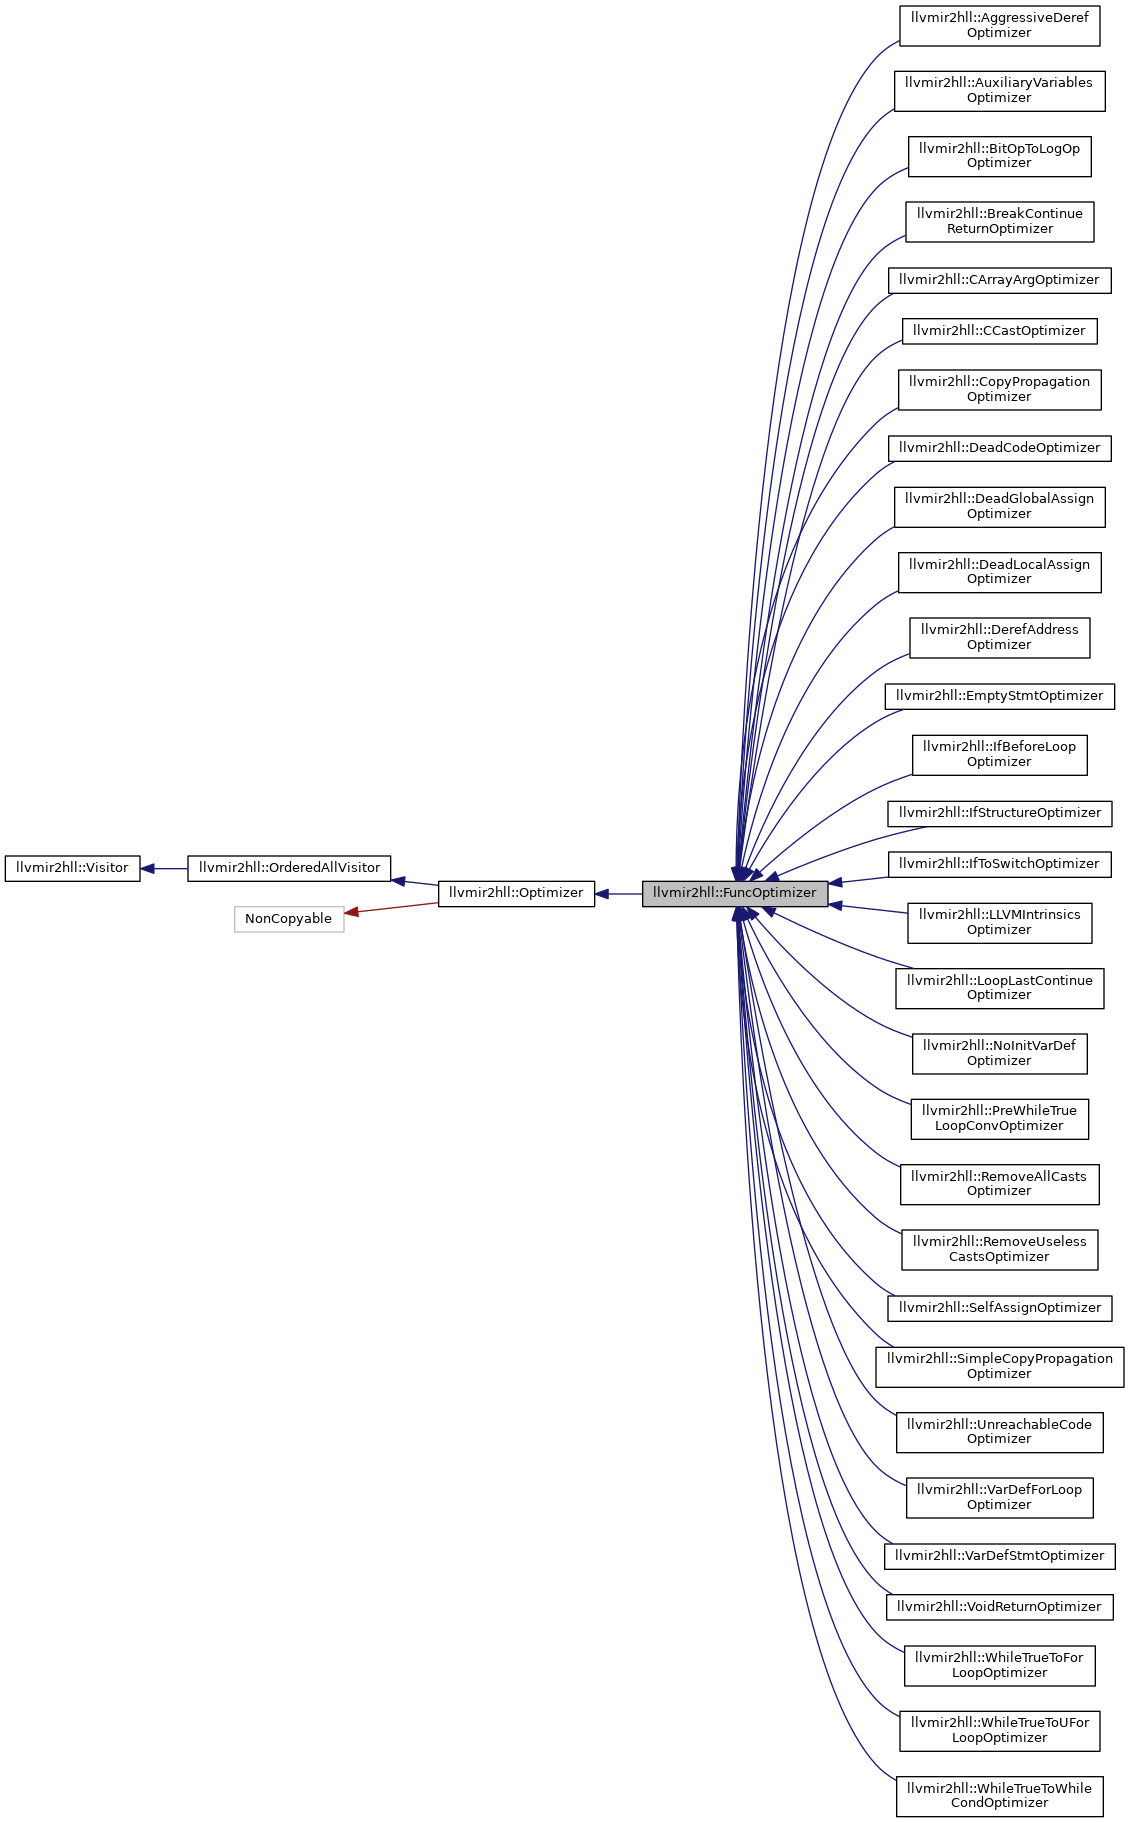 llvmir2hll::AggressiveDeref
Optimizer
llvmir2hll::AuxiliaryVariables
Optimizer
llvmir2hll::BitOpToLogOp
Optimizer
llvmir2hll::BreakContinue
ReturnOptimizer
llvmir2hll::CArrayArgOptimizer
llvmir2hll::CCastOptimizer
llvmir2hll::CopyPropagation
Optimizer
llvmir2hll::DeadCodeOptimizer
llvmir2hll::DeadGlobalAssign
Optimizer
llvmir2hll::DeadLocalAssign
Optimizer
llvmir2hll::DerefAddress
Optimizer
llvmir2hll::EmptyStmtOptimizer
llvmir2hll::IfBeforeLoop
Optimizer
llvmir2hll::IfStructureOptimizer
llvmir2hll::Visitor
llvmir2hll::OrderedAllVisitor
NonCopyable
llvmir2hll::Optimizer
llvmir2hll::FuncOptimizer
llvmir2hll::IfToSwitchOptimizer
llvmir2hll::LLVMIntrinsics
Optimizer
llvmir2hll::LoopLastContinue
Optimizer
llvmir2hll::NoInitVarDef
Optimizer
llvmir2hll::PreWhileTrue
LoopConvOptimizer
llvmir2hll::RemoveAllCasts
Optimizer
llvmir2hll::RemoveUseless
CastsOptimizer
llvmir2hll::SelfAssignOptimizer
llvmir2hll::SimpleCopyPropagation
Optimizer
llvmir2hll::UnreachableCode
Optimizer
llvmir2hll::VarDefForLoop
Optimizer
llvmir2hll::VarDefStmtOptimizer
llvmir2hll::VoidReturnOptimizer
llvmir2hll::WhileTrueToFor
LoopOptimizer
llvmir2hll::WhileTrueToUFor
LoopOptimizer
llvmir2hll::WhileTrueToWhile
CondOptimizer